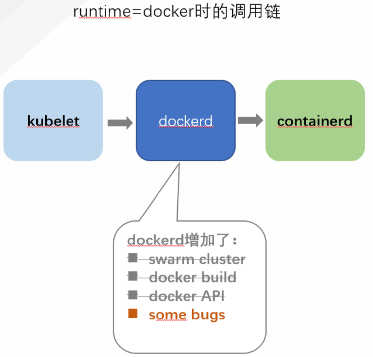 runtime=docker时的调用链
kubelet
dockerd
containerd
dockerd增加了：
■ swarm cluster
■ docker build
■ docker API
■ some bugs